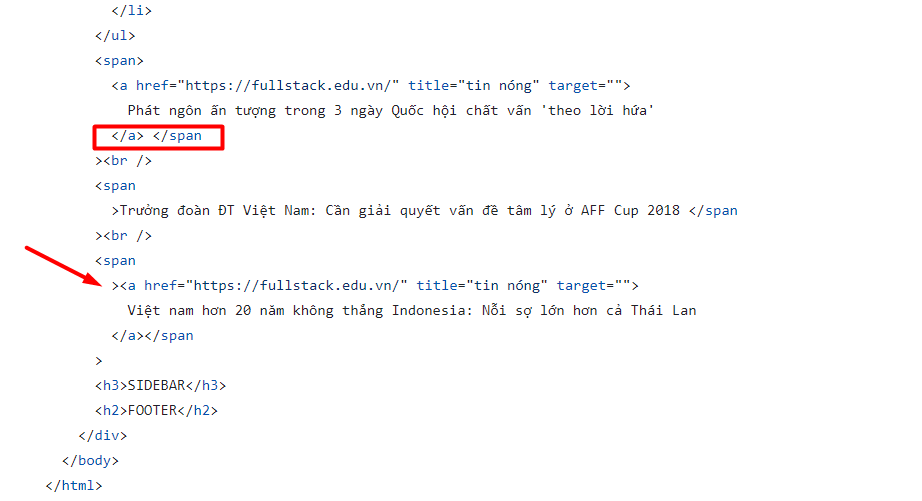 </li>
</ul>
<span>
<a href="https://fullstack.edu.vn/" title="tin nóng" target="">
Phát ngôn ấn tượng trong 3 ngày Quốc hội chất vấn 'theo lời hứa'
</a> </span
><br />
<span
>Trưởng đoàn ĐT Việt Nam: Cần giải quyết vấn đề tâm lý ở AFF Cup 2018 </span
><br />
<span
><a href="https://fullstack.edu.vn/" title="tin nóng" target="">
Việt nam hơn 20 năm không thắng Indonesia: Nỗi sợ lớn hơn cả Thái Lan
</a></span
>
<h3>SIDEBAR</h3>
<h2>FOOTER</h2>
</div>
</body>
</html>